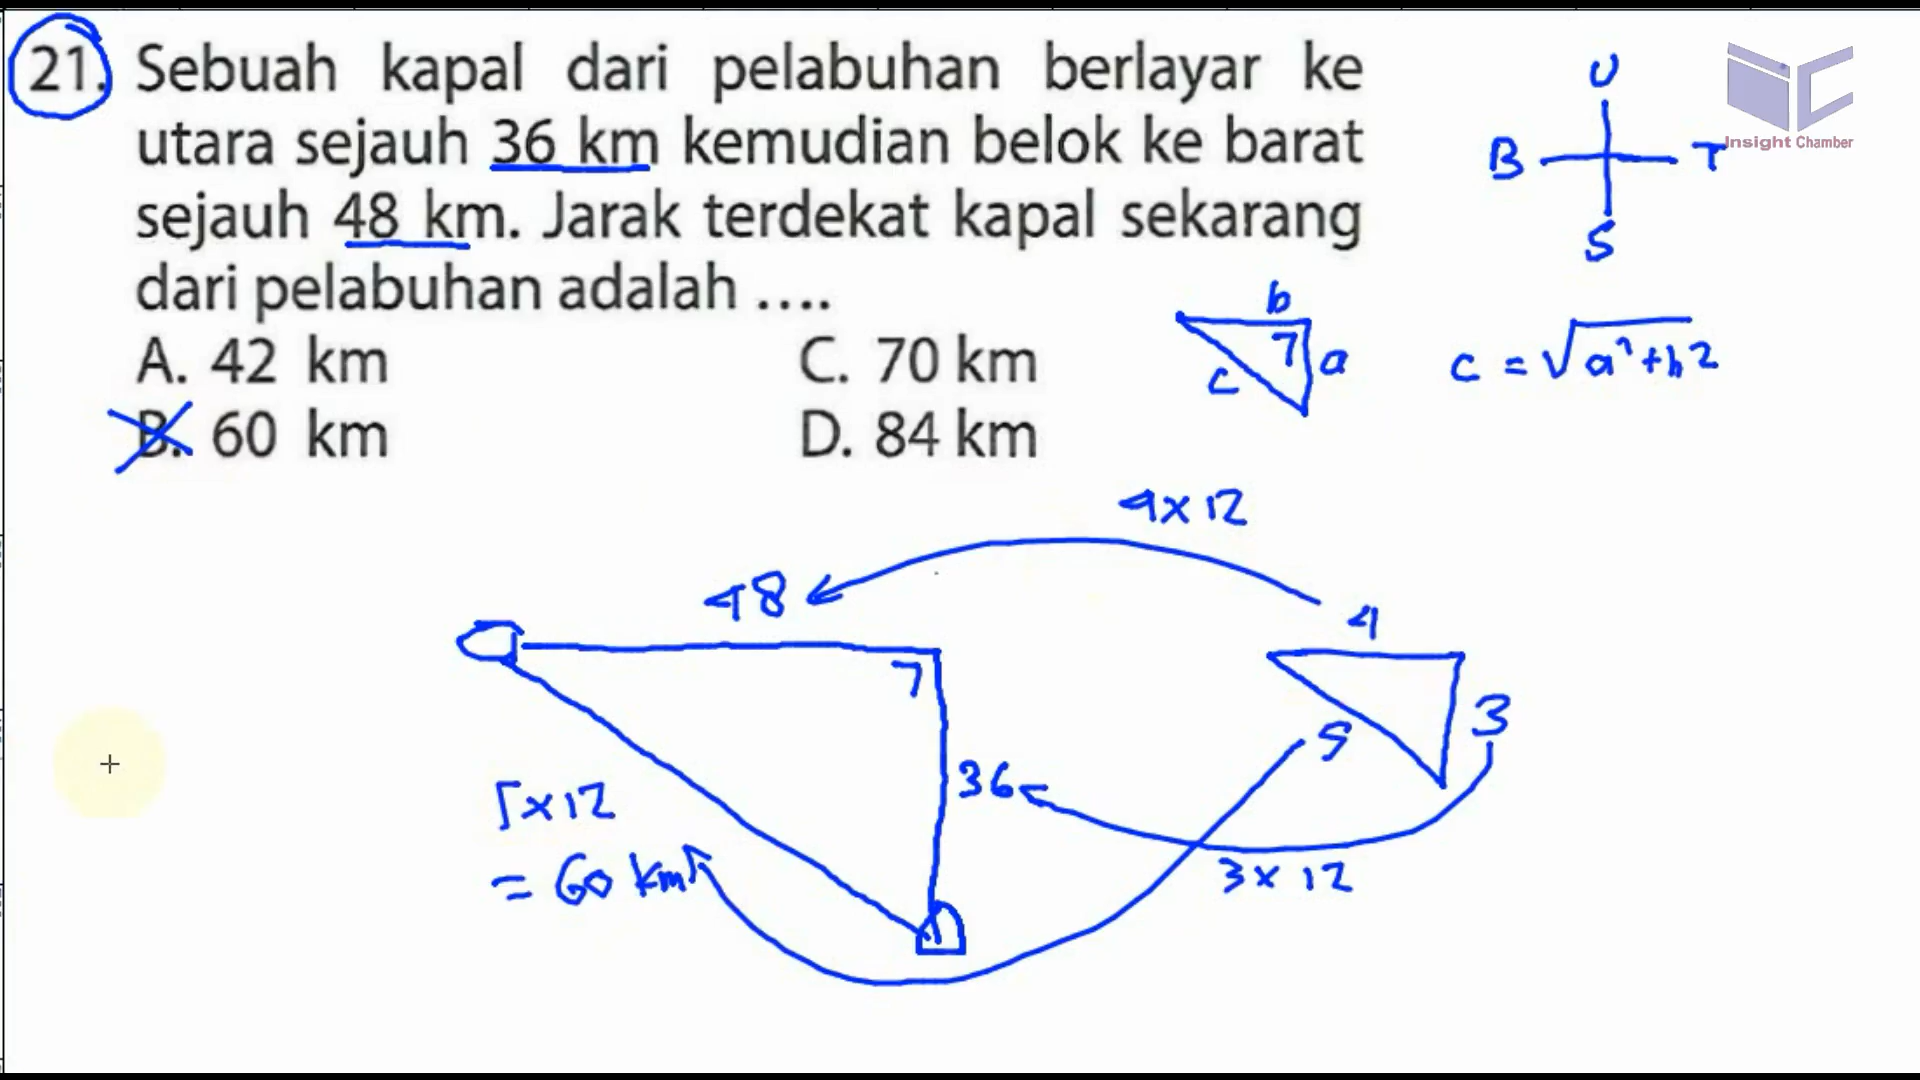 21. Sebuah kapal dari pelabuhan berlayar ke
utara sejauh 36 km kemudian belok ke barat
sejauh 48 km. Jarak terdekat kapal sekarang
dari pelabuhan adalah ....
A. 42 km
C. 70 km
B. 60 km
D. 84 km
U
B T
S
Insight Chamber
b
a
c
c = √a²+b2
4x12
48
4
3
5
36
5x12
= 60 km
3x12